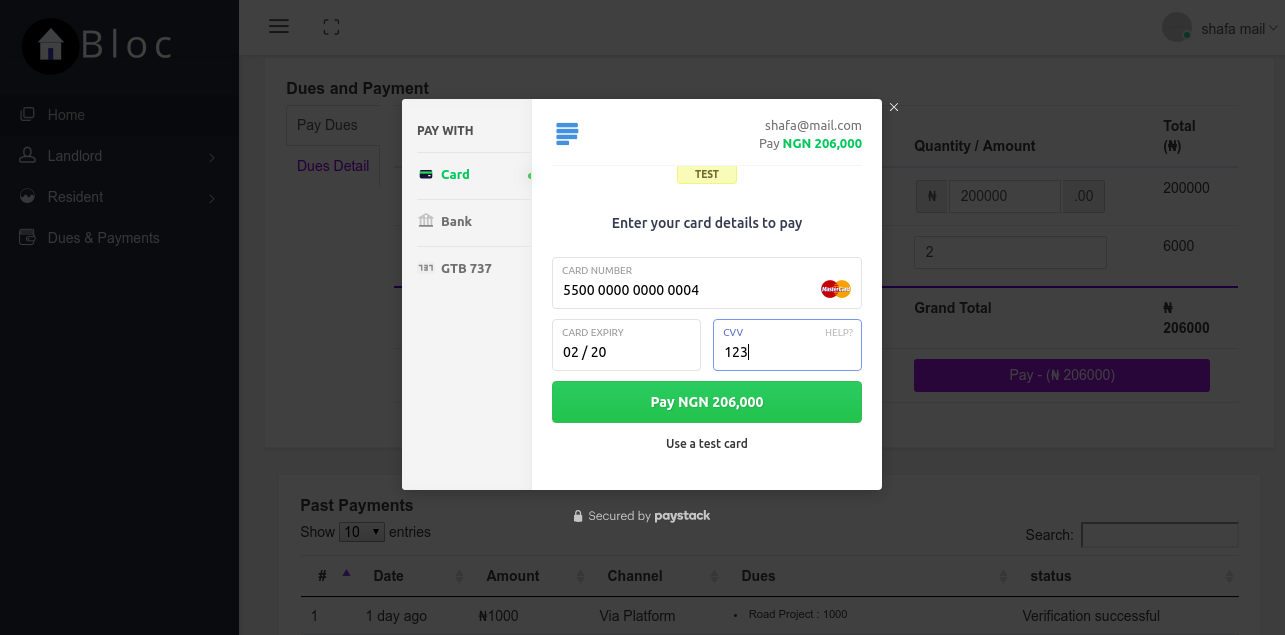 Bloc
shafa mail
Home
Landlord
Resident
Dues & Payments
Dues and Payment
Pay Dues
Dues Detail
Quantity / Amount
Total
(₦)
₦ 200000 .00
200000
2
6000
Grand Total
₦
206000
Pay - (₦ 206000)
PAY WITH
Card
Bank
737 GTB 737
shafa@mail.com
Pay NGN 206,000
TEST
Enter your card details to pay
CARD NUMBER
5500 0000 0000 0004
MasterCard
CARD EXPIRY
02 / 20
CVV HELP?
123
Pay NGN 206,000
Use a test card
Secured by paystack
Past Payments
Show 10 entries
Search:
# Date Amount Channel Dues status
1 1 day ago ₦1000 Via Platform • Road Project : 1000 Verification successful